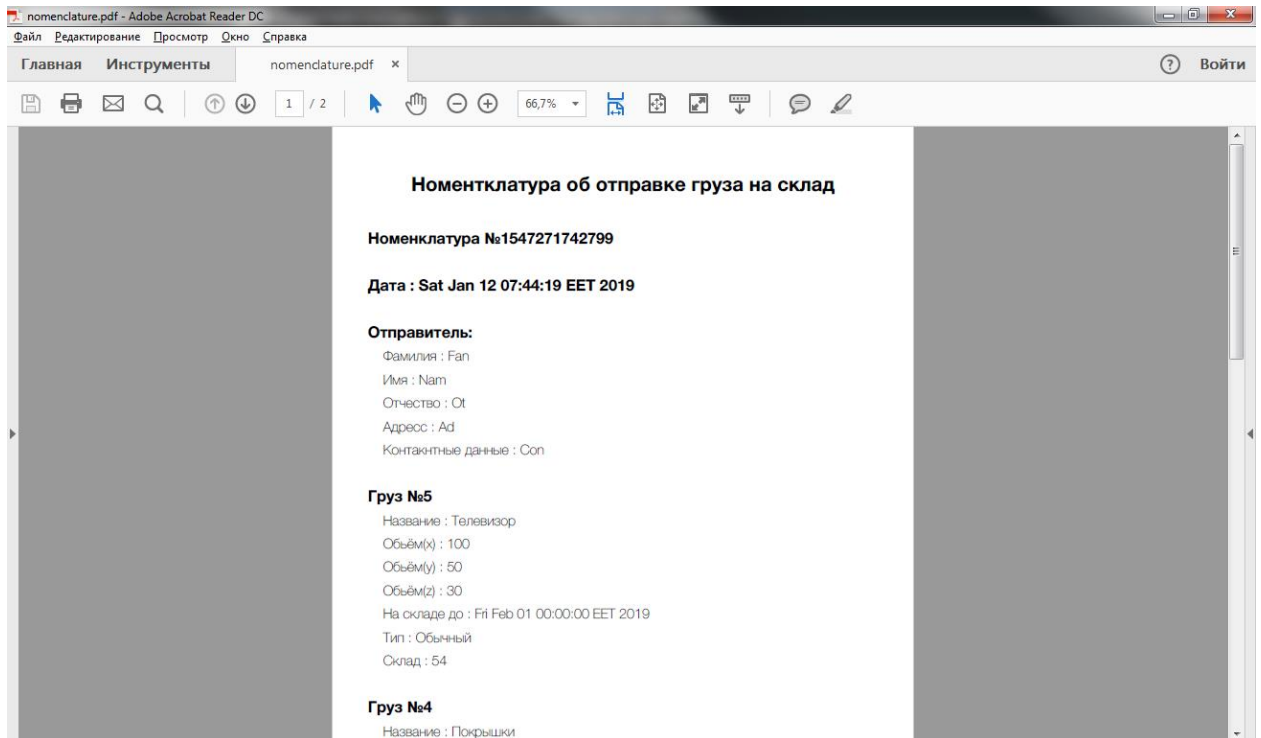 nomenclature.pdf - Adobe Acrobat Reader DC
Файл Редактирование Просмотр Окно Справка
Главная Инструменты nomenclature.pdf × ? Войти
1 / 2 66,7%
Номентклатура об отправке груза на склад
Номенклатура №1547271742799
Дата : Sat Jan 12 07:44:19 EET 2019
Отправитель:
Фамилия : Fan
Имя : Nam
Отчество : Ot
Адресс : Ad
Контакнтные данные : Con
Груз №5
Название : Телевизор
Обьём(x) : 100
Обьём(y) : 50
Обьём(z) : 30
На складе до : Fri Feb 01 00:00:00 EET 2019
Тип : Обычный
Склад : 54
Груз №4
Название : Покрышки